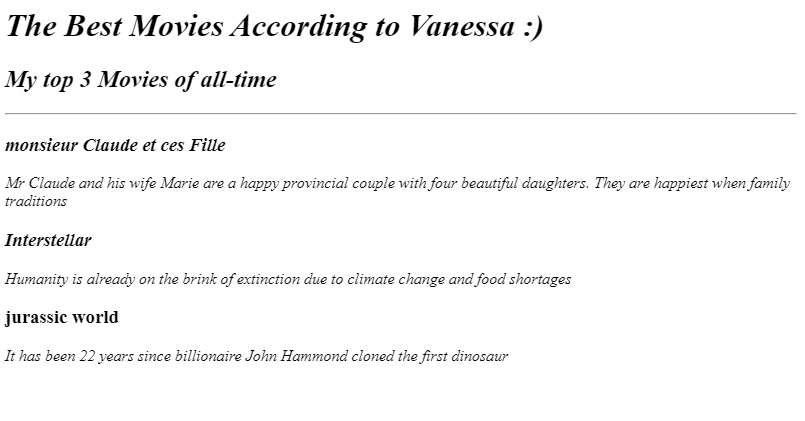 The Best Movies According to Vanessa :)
My top 3 Movies of all-time
monsieur Claude et ces Fille
Mr Claude and his wife Marie are a happy provincial couple with four beautiful daughters. They are happiest when family
traditions
Interstellar
Humanity is already on the brink of extinction due to climate change and food shortages
jurassic world
It has been 22 years since billionaire John Hammond cloned the first dinosaur